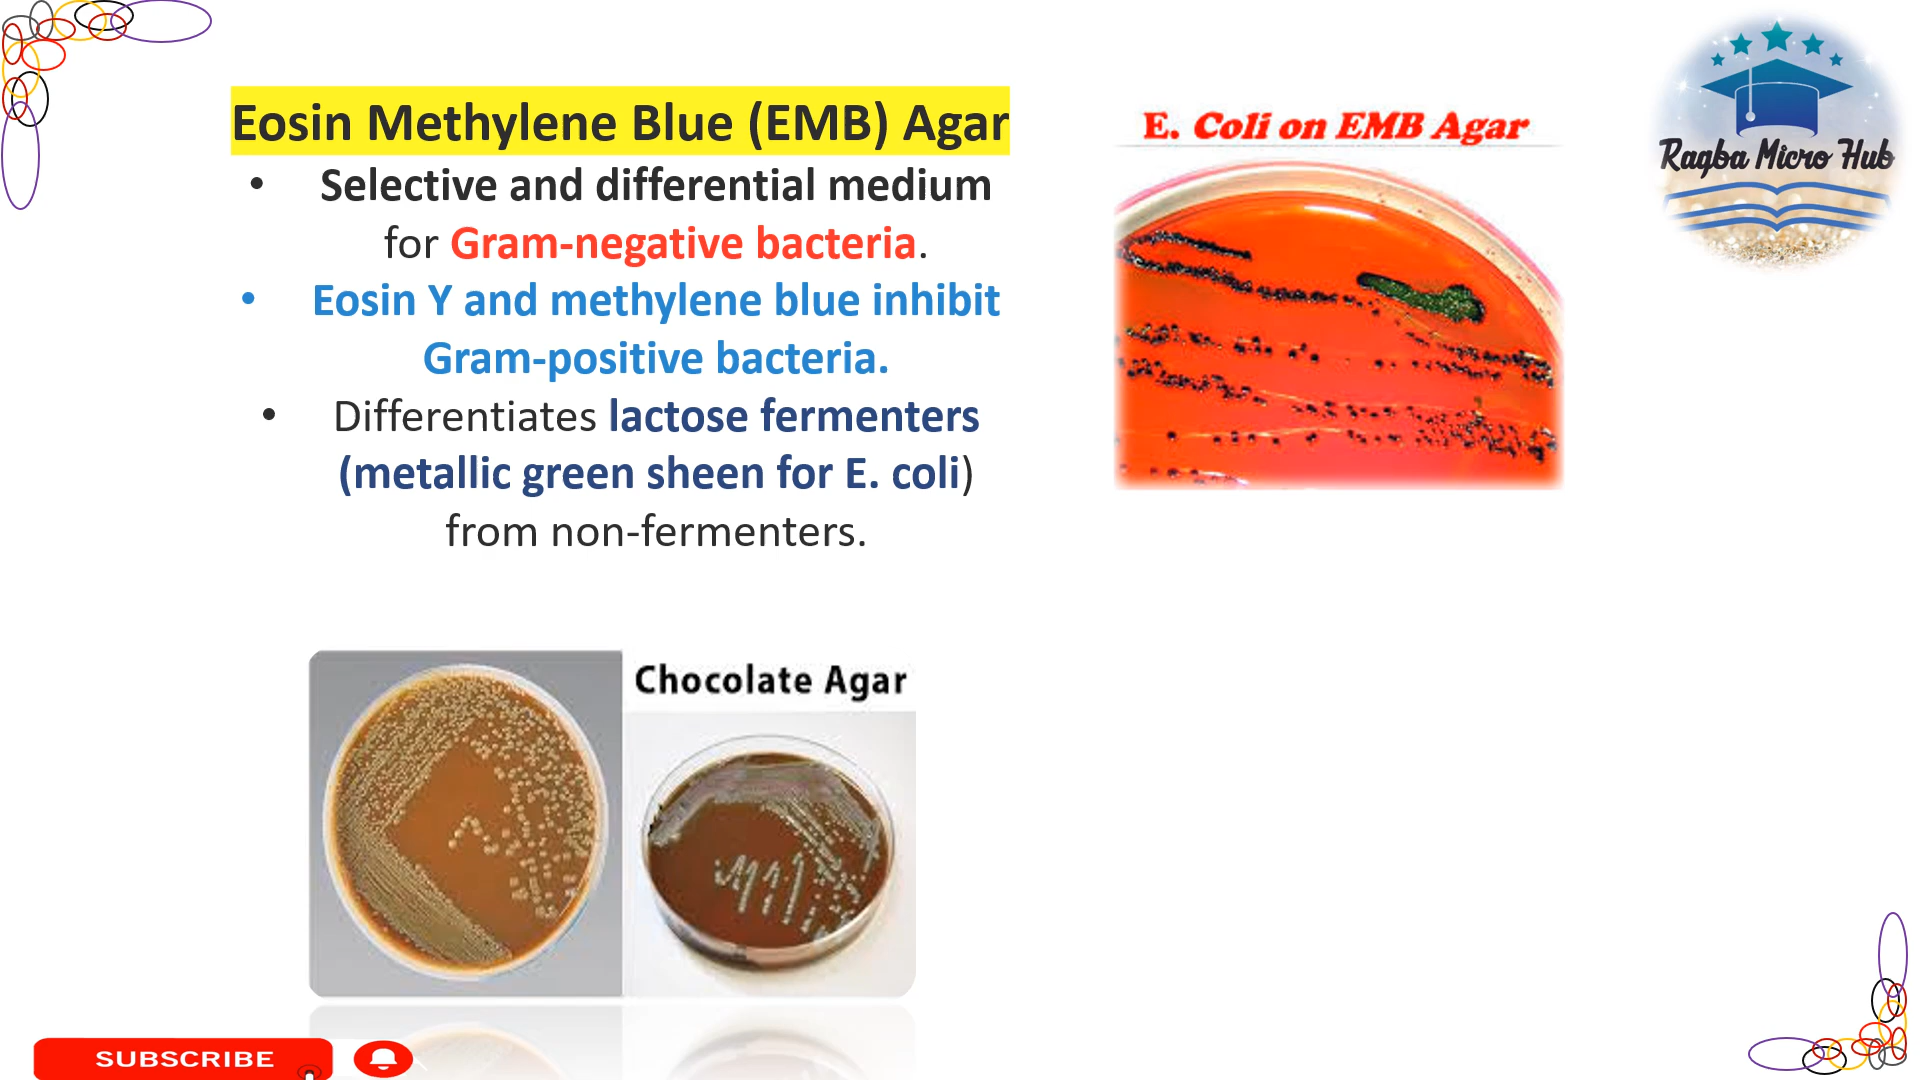 Eosin Methylene Blue (EMB) Agar
• Selective and differential medium
for Gram-negative bacteria.
• Eosin Y and methylene blue inhibit
Gram-positive bacteria.
• Differentiates lactose fermenters
(metallic green sheen for E. coli)
from non-fermenters.
E. Coli on EMB Agar
Ragba Micro Hub
Chocolate Agar
SUBSCRIBE